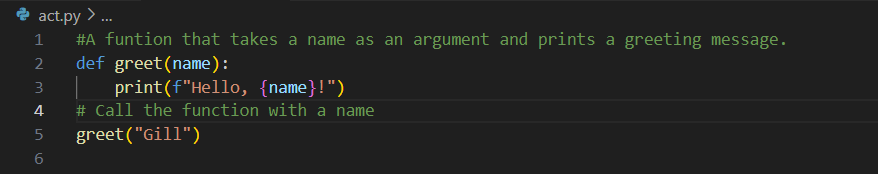 act.py > ...
1 #A funtion that takes a name as an argument and prints a greeting message.
2 def greet(name):
3     print(f"Hello, {name}!")
4 # Call the function with a name
5 greet("Gill")
6